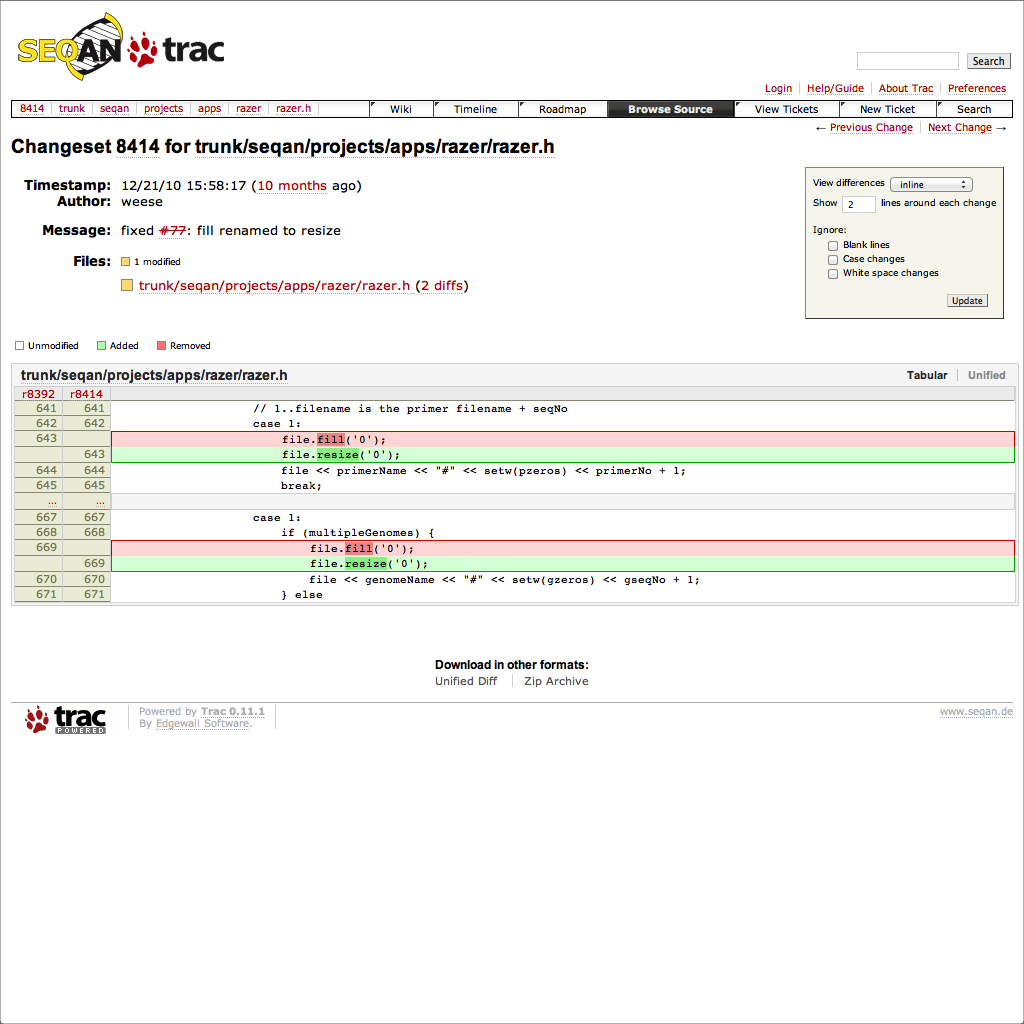 SEQAN trac
Search
Login Help/Guide About Trac Preferences
8414 trunk seqan projects apps razer razer.h Wiki Timeline Roadmap Browse Source View Tickets New Ticket Search
← Previous Change Next Change →
Changeset 8414 for trunk/seqan/projects/apps/razer/razer.h
Timestamp: 12/21/10 15:58:17 (10 months ago)
Author: weese
Message: fixed #77: fill renamed to resize
Files: 1 modified
trunk/seqan/projects/apps/razer/razer.h (2 diffs)
View differences inline
Show 2 lines around each change
Ignore:
Blank lines
Case changes
White space changes
Update
Unmodified Added Removed
trunk/seqan/projects/apps/razer/razer.h Tabular Unified
r8392 r8414
641 641 // 1..filename is the primer filename + seqNo
642 642 case 1:
643 file.fill('0');
643 file.resize('0');
644 644 file << primerName << "#" << setw(pzeros) << primerNo + 1;
645 645 break;
... ...
667 667 case 1:
668 668 if (multipleGenomes) {
669 file.fill('0');
669 file.resize('0');
670 670 file << genomeName << "#" << setw(gzeros) << gseqNo + 1;
671 671 } else
Download in other formats:
Unified Diff Zip Archive
trac POWERED
Powered by Trac 0.11.1
By Edgewall Software.
www.seqan.de